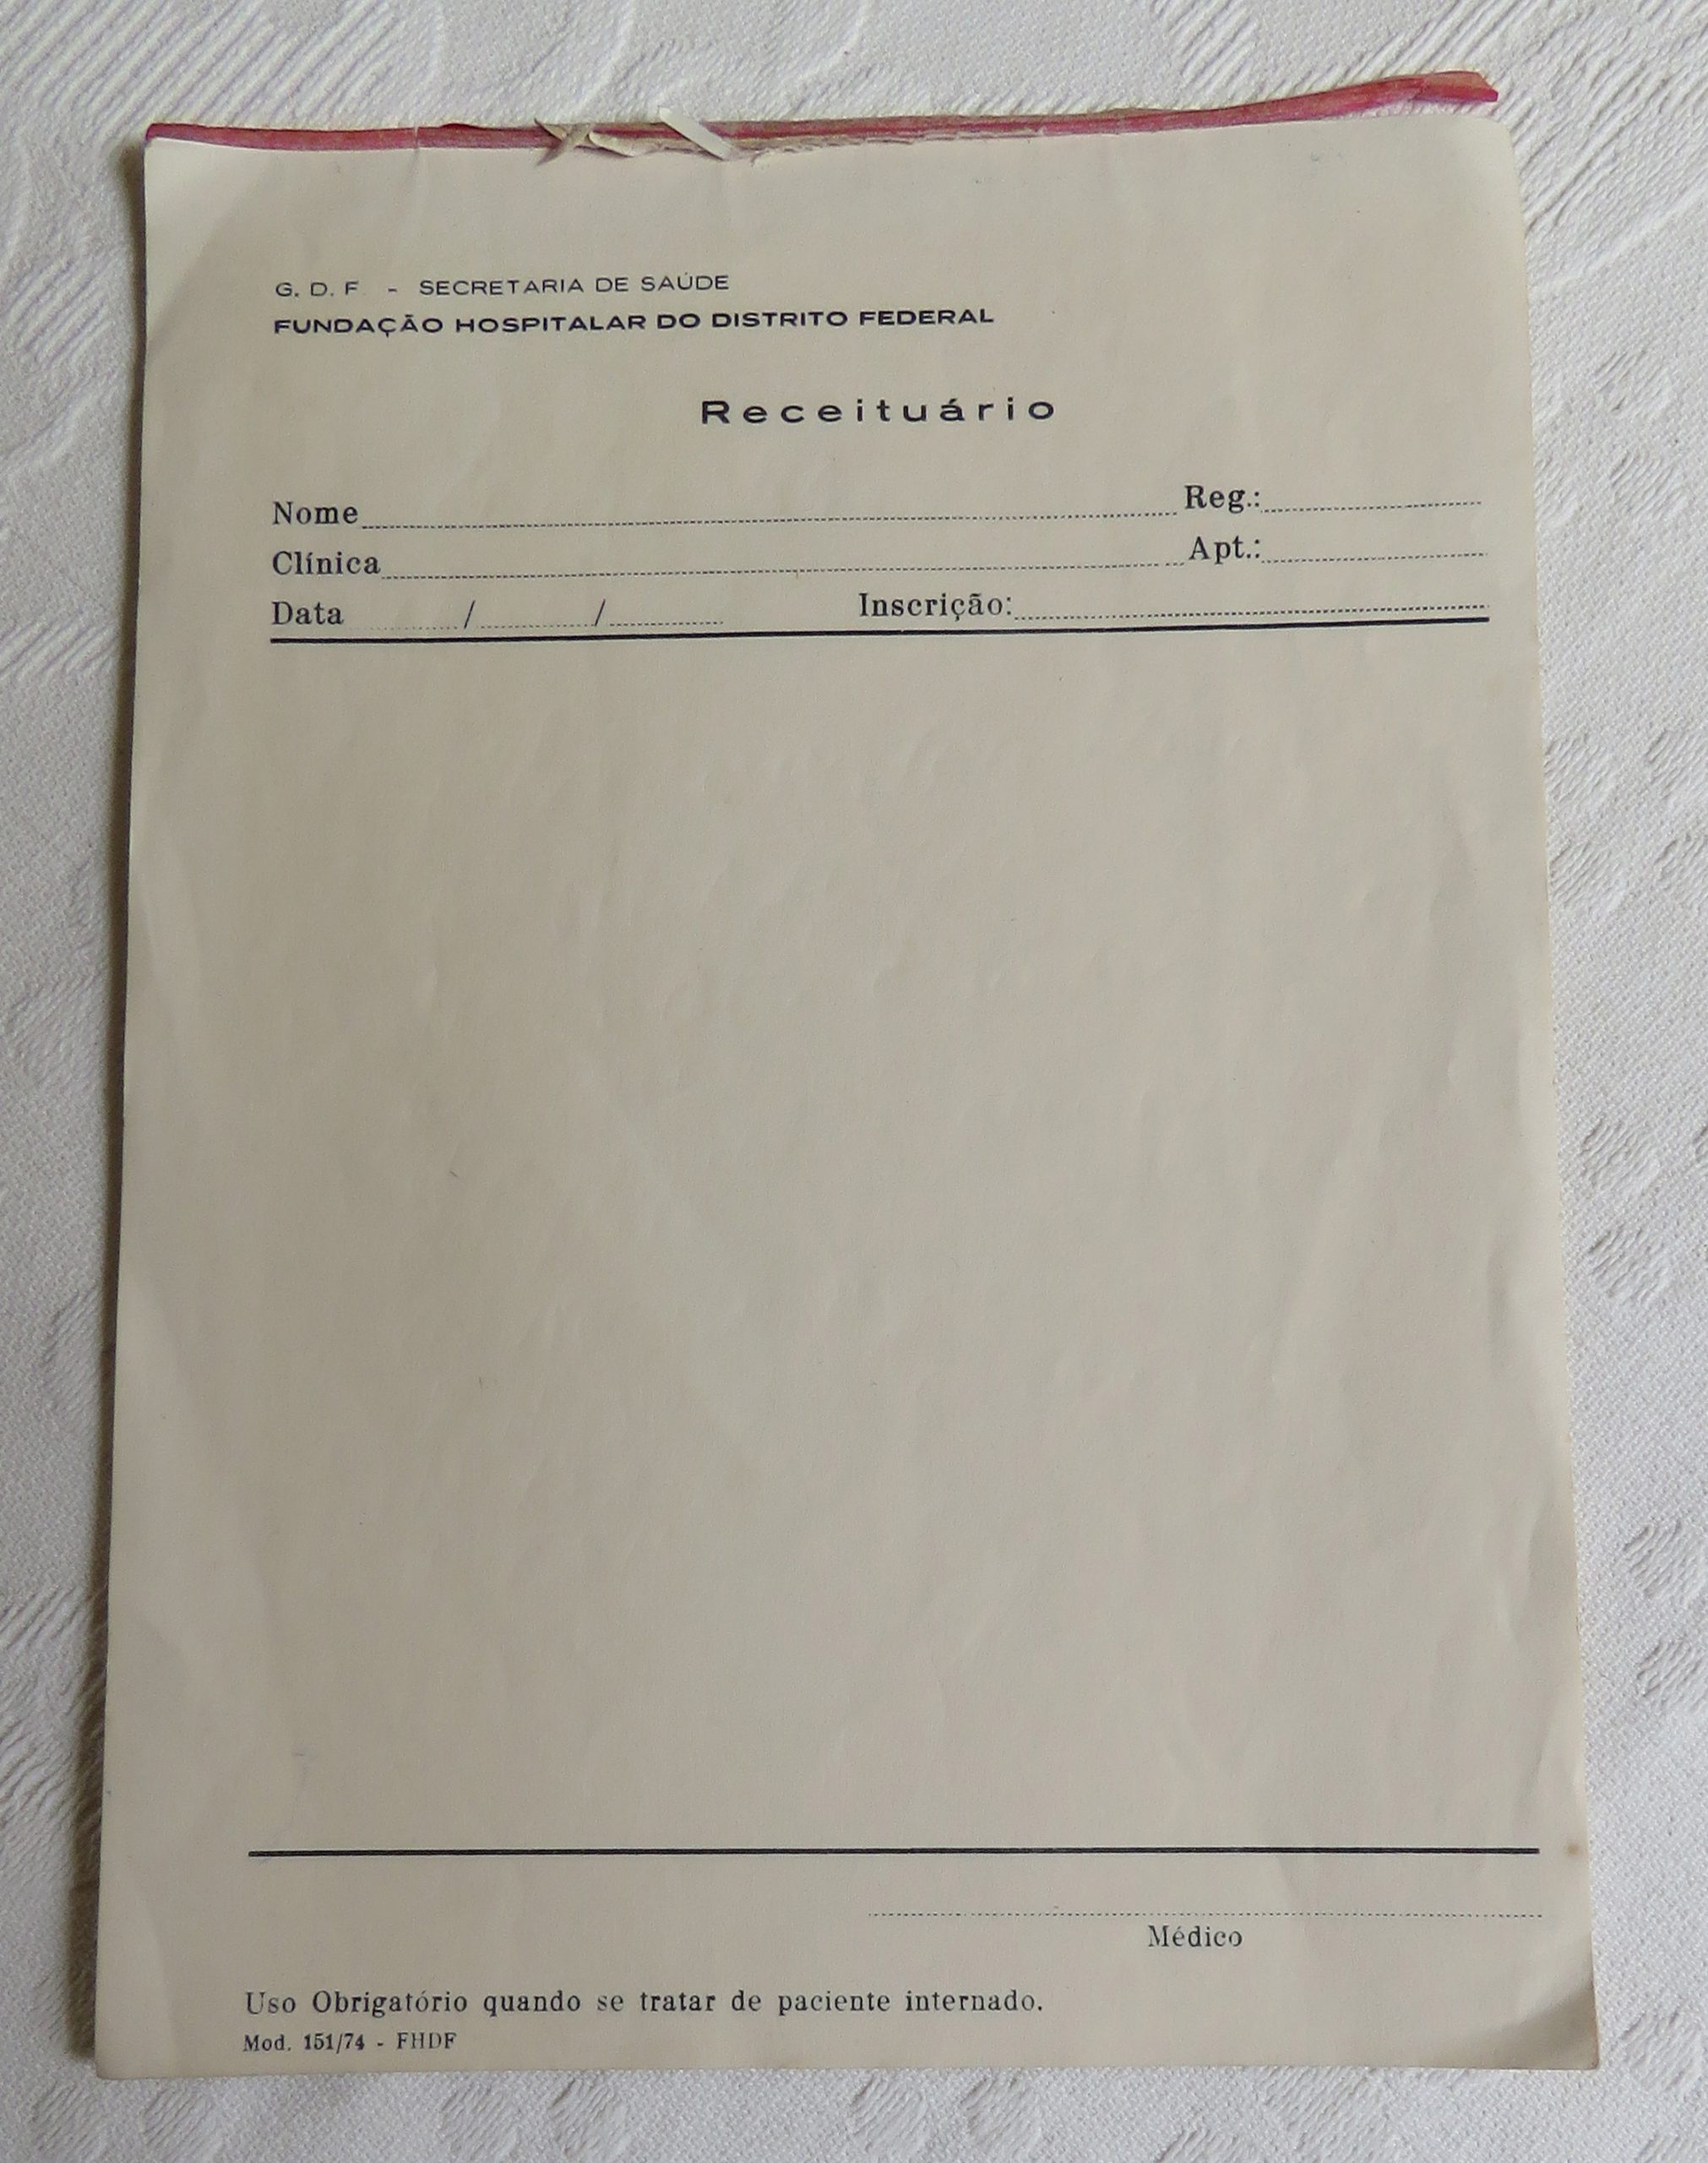 G. D. F. - SECRETARIA DE SAÚDE
FUNDAÇÃO HOSPITALAR DO DISTRITO FEDERAL
Receituário
Nome Reg.:
Clínica Apt.:
Data / / Inscrição:
Médico
Uso Obrigatório quando se tratar de paciente internado.
Mod. 151/74 - FHDF